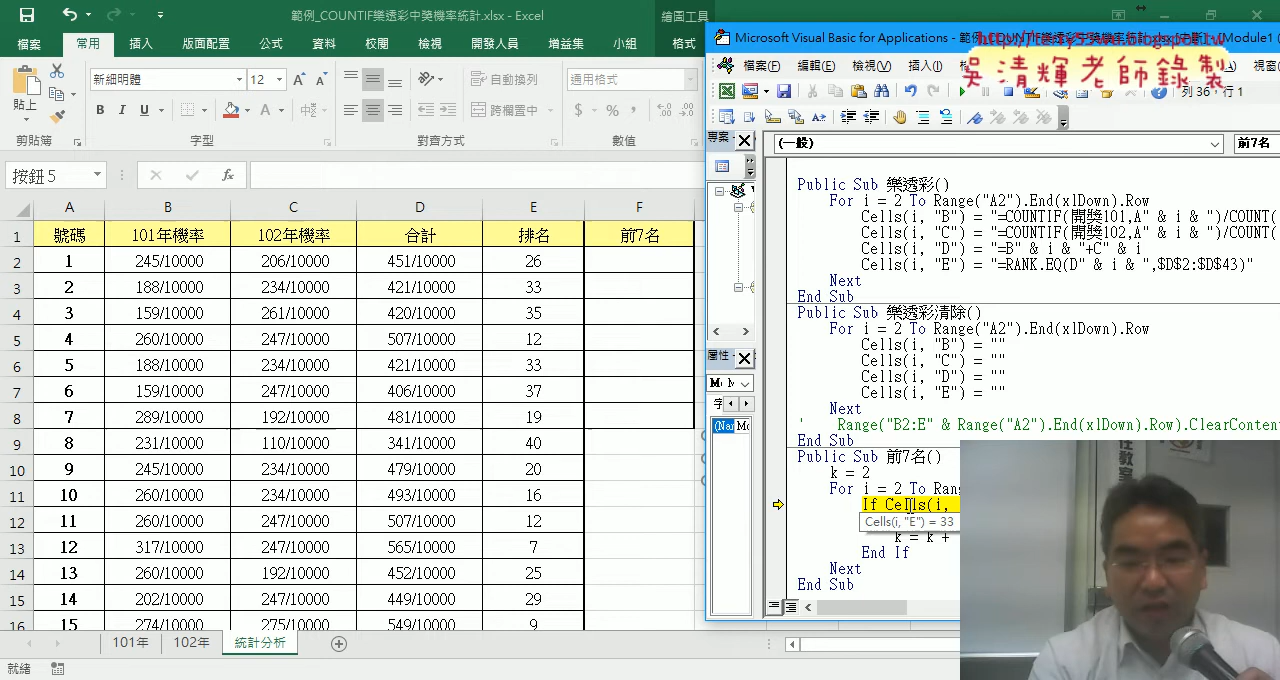 範例_COUNTIF樂透彩中獎機率統計.xlsx - Excel
繪圖工具
檔案 常用 插入 版面配置 公式 資料 校閱 檢視 開發人員 增益集 小組 格式
貼上
新細明體 12
B I U
自動換列
跨欄置中
通用格式
$ % ,
剪貼簿 字型 對齊方式 數值
按鈕 5
fx
A B C D E F
1 號碼 101年機率 102年機率 合計 排名 前7名
2 1 245/10000 206/10000 451/10000 26
3 2 188/10000 234/10000 421/10000 33
4 3 159/10000 261/10000 420/10000 35
5 4 260/10000 247/10000 507/10000 12
6 5 188/10000 234/10000 421/10000 33
7 6 159/10000 247/10000 406/10000 37
8 7 289/10000 192/10000 481/10000 19
9 8 231/10000 110/10000 341/10000 40
10 9 245/10000 234/10000 479/10000 20
11 10 260/10000 234/10000 493/10000 16
12 11 260/10000 247/10000 507/10000 12
13 12 317/10000 247/10000 565/10000 7
14 13 260/10000 192/10000 452/10000 25
15 14 202/10000 247/10000 449/10000 29
16 15 274/10000 275/10000 549/10000 9
101年 102年 統計分析
就緒
Microsoft Visual Basic for Applications -
吳清輝老師錄製
檔案(F) 編輯(E) 檢視(V) 插入(I)
列 36, 行 1
專案 -
屬性 -
(一般) 前7名
Public Sub 樂透彩()
For i = 2 To Range("A2").End(xlDown).Row
Cells(i, "B") = "=COUNTIF(開獎101,A" & i & ")/COUNT(
Cells(i, "C") = "=COUNTIF(開獎102,A" & i & ")/COUNT(
Cells(i, "D") = "=B" & i & "+C" & i
Cells(i, "E") = "=RANK.EQ(D" & i & ",$D$2:$D$43)"
Next
End Sub
Public Sub 樂透彩清除()
For i = 2 To Range("A2").End(xlDown).Row
Cells(i, "B") = ""
Cells(i, "C") = ""
Cells(i, "D") = ""
Cells(i, "E") = ""
Next
' Range("B2:E" & Range("A2").End(xlDown).Row).ClearConten
End Sub
Public Sub 前7名()
k = 2
For i = 2 To Rang
If Cells(i,
Cells(i, "E") = 33
k = k +
End If
Next
End Sub